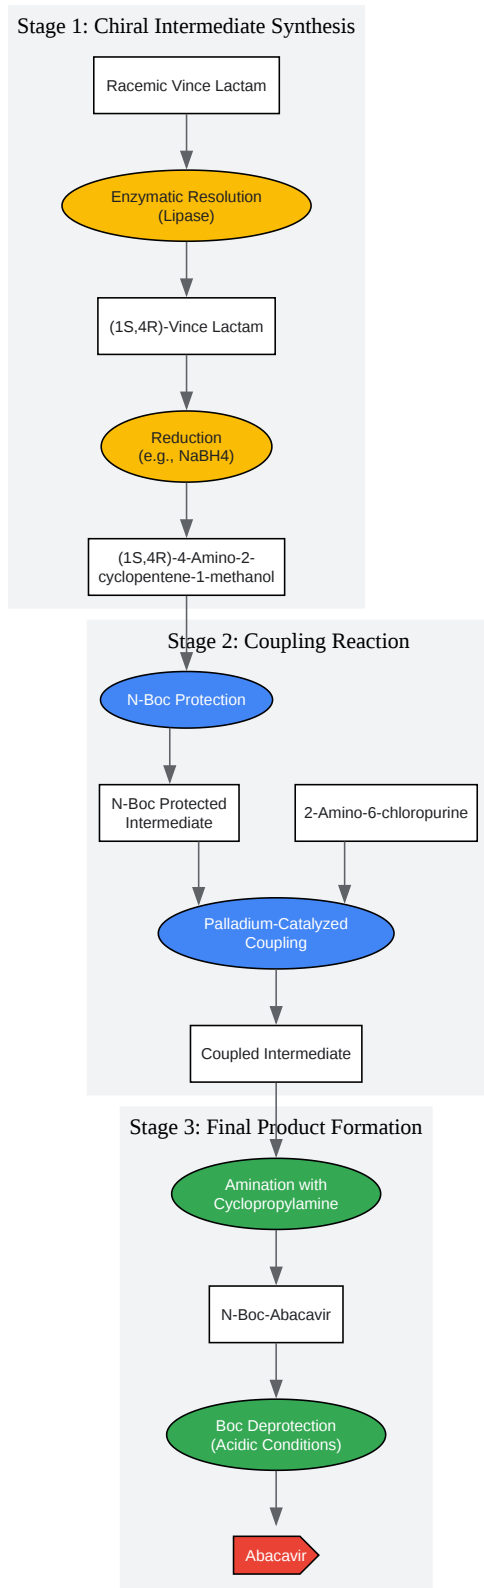 Stage 1: Chiral Intermediate Synthesis
Racemic Vince Lactam
Enzymatic Resolution
(Lipase)
(1S,4R)-Vince Lactam
Reduction
(e.g., NaBH4)
(1S,4R)-4-Amino-2-
cyclopentene-1-methanol
Stage 2: Coupling Reaction
N-Boc Protection
N-Boc Protected
Intermediate
2-Amino-6-chloropurine
Palladium-Catalyzed
Coupling
Coupled Intermediate
Stage 3: Final Product Formation
Amination with
Cyclopropylamine
N-Boc-Abacavir
Boc Deprotection
(Acidic Conditions)
Abacavir